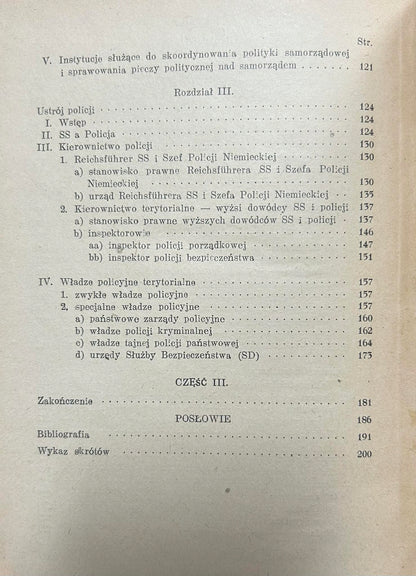 Str.
V. Instytucje służące do skoordynowania polityki samorządowej
i sprawowania pieczy politycznej nad samorządem . . . . . 121
Rozdział III.
Ustrój policji . . . . . 124
I. Wstęp . . . . . 124
II. SS a Policja . . . . . 124
III. Kierownictwo policji . . . . . 130
1. Reichsführer SS i Szef Policji Niemieckiej . . . . . 130
a) stanowisko prawne Reichsführera SS i Szefa Policji
Niemieckiej . . . . . 130
b) urząd Reichsführera SS i Szefa Policji Niemieckiej . . . . . 135
2. Kierownictwo terytorialne — wyżsi dowódcy SS i policji . 137
a) stanowisko prawne wyższych dowódców SS i policji . . 137
b) inspektorowie . . . . . 146
aa) inspektor policji porządkowej . . . . . 147
bb) inspektor policji bezpieczeństwa . . . . . 151
IV. Władze policyjne terytorialne . . . . . 157
1. zwykłe władze policyjne . . . . . 157
2. specjalne władze policyjne . . . . . 157
a) państwowe zarządy policyjne . . . . . 160
b) władze policji kryminalnej . . . . . 162
c) władze tajnej policji państwowej . . . . . 164
d) urzędy Służby Bezpieczeństwa (SD) . . . . . 173
CZĘŚĆ III.
Zakończenie . . . . . 181
POSŁOWIE . . . . . 186
Bibliografia . . . . . 191
Wykaz skrótów . . . . . 200